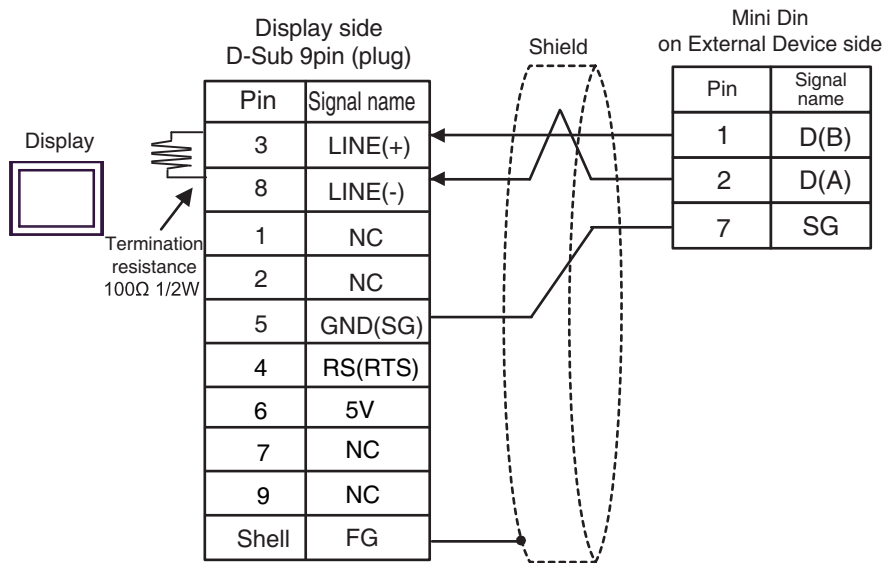 Display side
D-Sub 9pin (plug)
Shield
Mini Din
on External Device side
Display
Termination
resistance
100Ω 1/2W
Pin Signal name
3 LINE(+)
8 LINE(-)
1 NC
2 NC
5 GND(SG)
4 RS(RTS)
6 5V
7 NC
9 NC
Shell FG
Pin Signal
name
1 D(B)
2 D(A)
7 SG